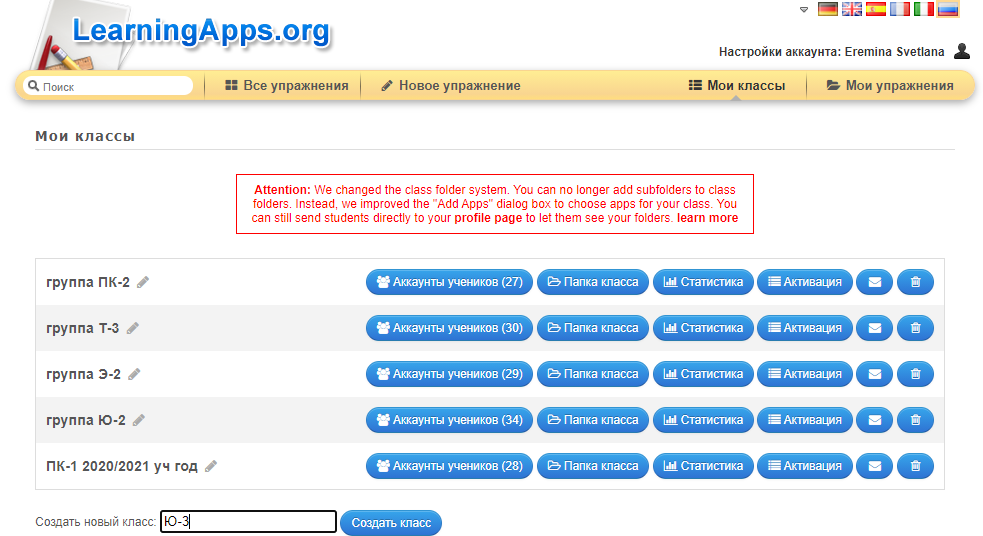 LearningApps.org
Настройки аккаунта: Eremina Svetlana
Поиск
Все упражнения
Новое упражнение
Мои классы
Мои упражнения
Мои классы
Attention: We changed the class folder system. You can no longer add subfolders to class
folders. Instead, we improved the "Add Apps" dialog box to choose apps for your class. You
can still send students directly to your profile page to let them see your folders. learn more
группа ПК-2 Аккаунты учеников (27) Папка класса Статистика Активация
группа Т-3 Аккаунты учеников (30) Папка класса Статистика Активация
группа Э-2 Аккаунты учеников (29) Папка класса Статистика Активация
группа Ю-2 Аккаунты учеников (34) Папка класса Статистика Активация
ПК-1 2020/2021 уч год Аккаунты учеников (28) Папка класса Статистика Активация
Создать новый класс: Ю-3 Создать класс